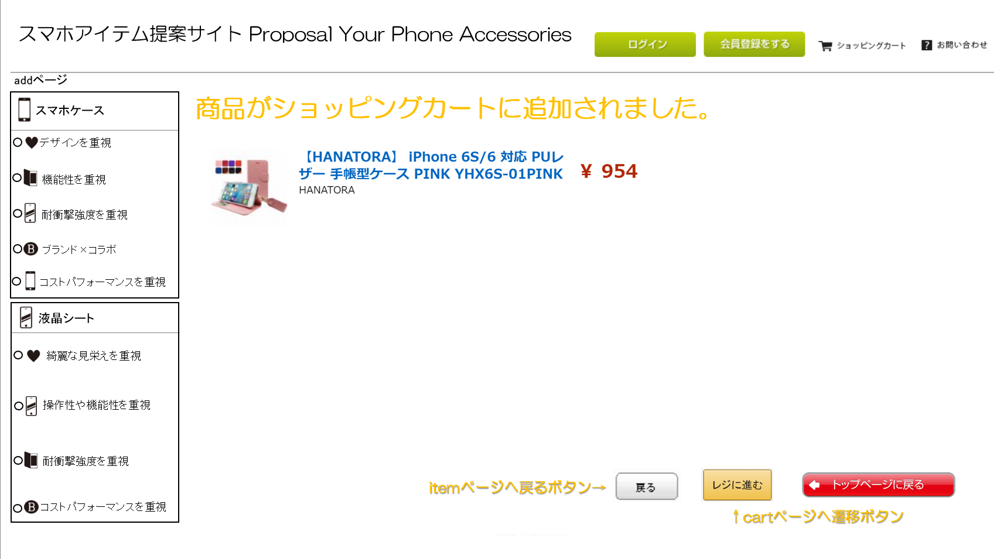 スマホアイテム提案サイト Proposal Your Phone Accessories
ログイン
会員登録をする
ショッピングカート
? お問い合わせ
addページ
スマホケース
デザインを重視
機能性を重視
耐衝撃強度を重視
B ブランド×コラボ
コストパフォーマンスを重視
液晶シート
綺麗な見栄えを重視
操作性や機能性を重視
耐衝撃強度を重視
B コストパフォーマンスを重視
商品がショッピングカートに追加されました。
【HANATORA】 iPhone 6S/6 対応 PUレ
ザー 手帳型ケース PINK YHX6S-01PINK
HANATORA
¥ 954
itemページへ戻るボタン→
戻る
レジに進む
トップページに戻る
↑cartページへ遷移ボタン